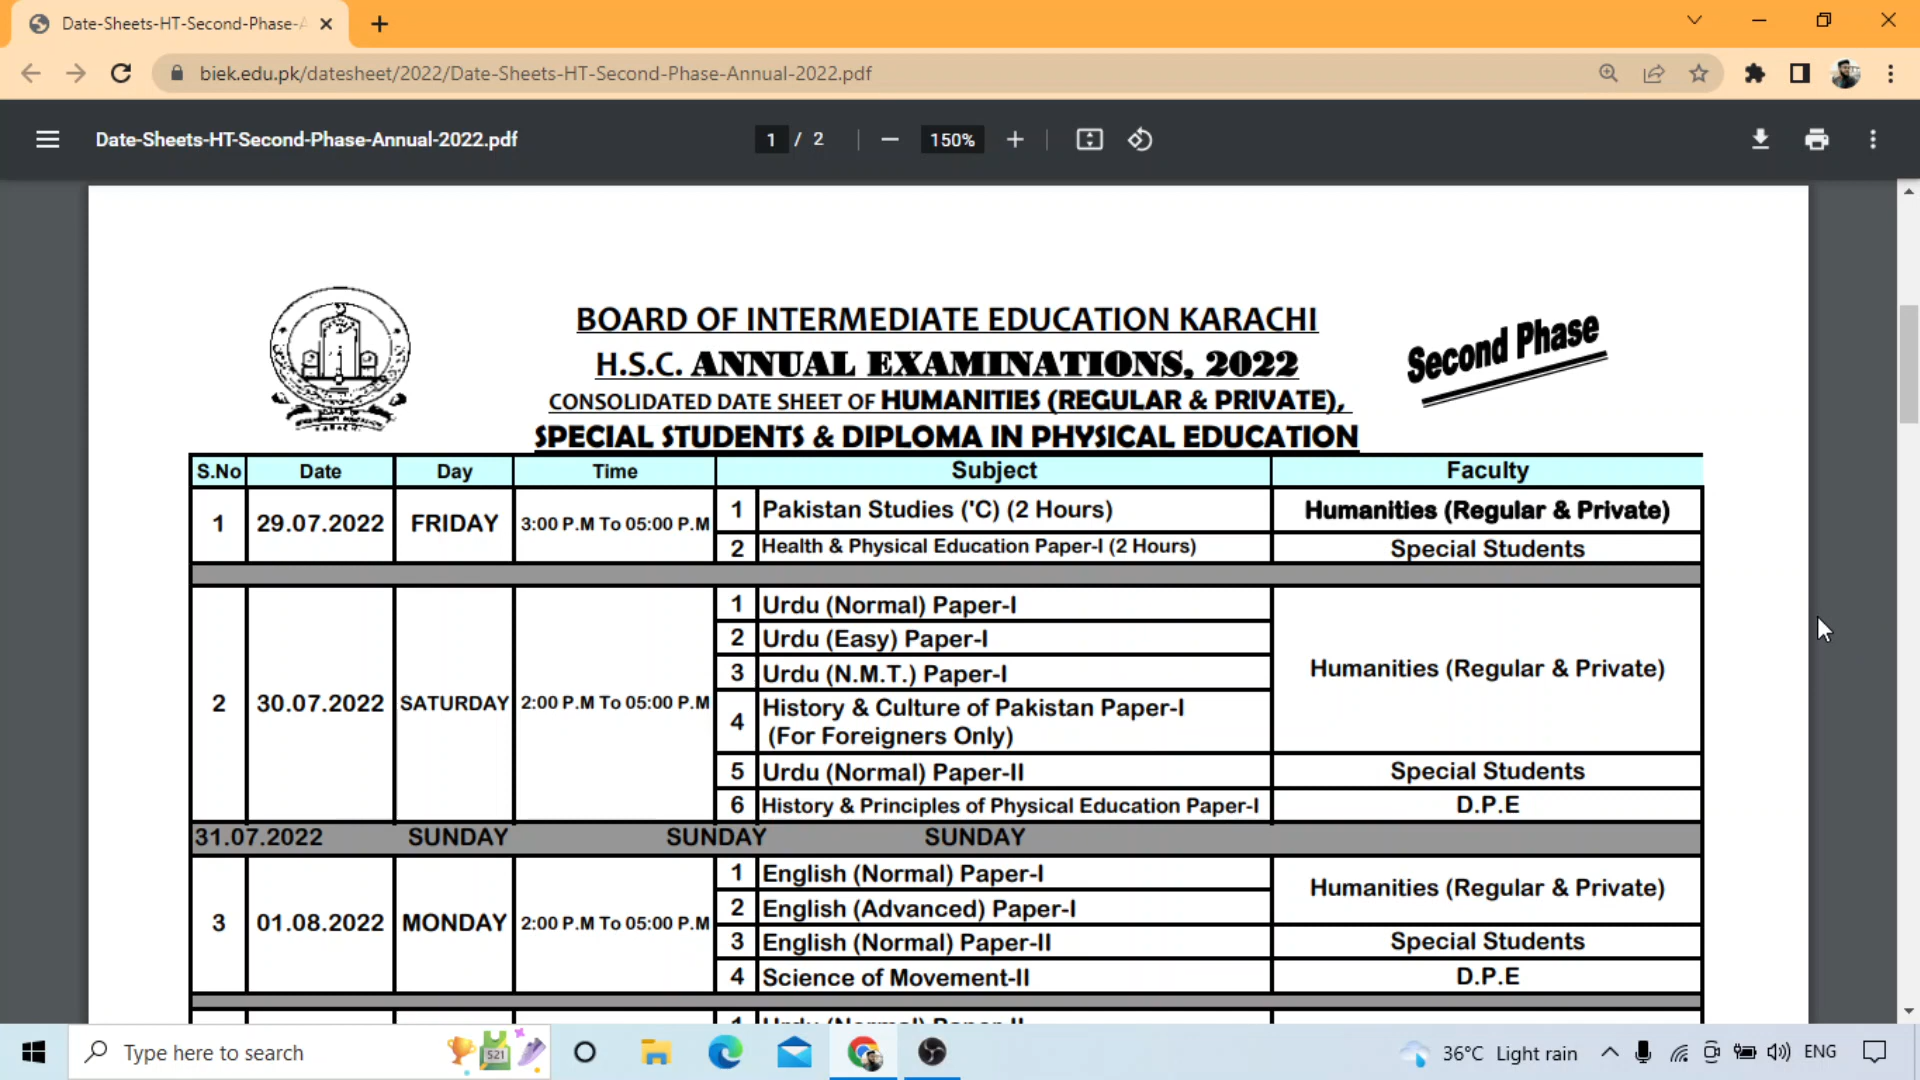 Date-Sheets-HT-Second-Phase-A
biek.edu.pk/datesheet/2022/Date-Sheets-HT-Second-Phase-Annual-2022.pdf
Date-Sheets-HT-Second-Phase-Annual-2022.pdf
1 / 2
150%
BOARD OF INTERMEDIATE EDUCATION KARACHI
H.S.C. ANNUAL EXAMINATIONS, 2022
CONSOLIDATED DATE SHEET OF HUMANITIES (REGULAR & PRIVATE),
SPECIAL STUDENTS & DIPLOMA IN PHYSICAL EDUCATION
Second Phase
S.No Date Day Time Subject Faculty
1 29.07.2022 FRIDAY 3:00 P.M To 05:00 P.M
1 Pakistan Studies ('C) (2 Hours) Humanities (Regular & Private)
2 Health & Physical Education Paper-I (2 Hours) Special Students
2 30.07.2022 SATURDAY 2:00 P.M To 05:00 P.M
1 Urdu (Normal) Paper-I
2 Urdu (Easy) Paper-I
3 Urdu (N.M.T.) Paper-I
Humanities (Regular & Private)
4 History & Culture of Pakistan Paper-I
(For Foreigners Only)
5 Urdu (Normal) Paper-II Special Students
6 History & Principles of Physical Education Paper-I D.P.E
31.07.2022 SUNDAY SUNDAY SUNDAY
3 01.08.2022 MONDAY 2:00 P.M To 05:00 P.M
1 English (Normal) Paper-I
Humanities (Regular & Private)
2 English (Advanced) Paper-I
3 English (Normal) Paper-II Special Students
4 Science of Movement-II D.P.E
Type here to search
S21
36°C Light rain
ENG